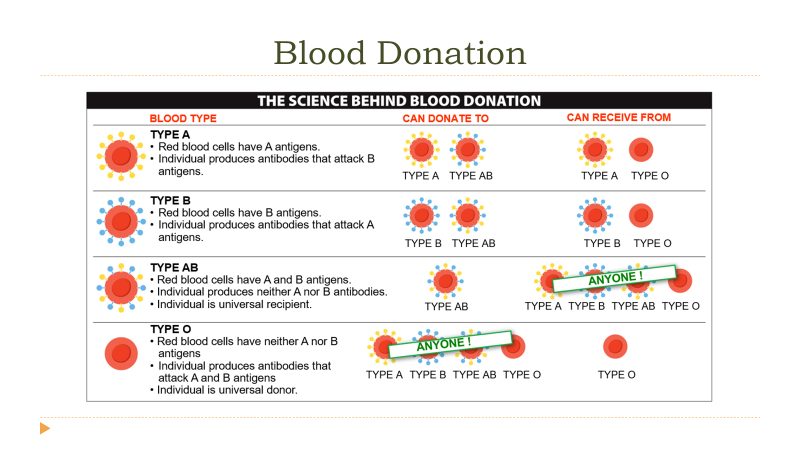 Blood Donation
THE SCIENCE BEHIND BLOOD DONATION
BLOOD TYPE CAN DONATE TO CAN RECEIVE FROM
TYPE A
• Red blood cells have A antigens.
• Individual produces antibodies that attack B
antigens.
TYPE A TYPE AB TYPE A TYPE O
TYPE B
• Red blood cells have B antigens.
• Individual produces antibodies that attack A
antigens.
TYPE B TYPE AB TYPE B TYPE O
TYPE AB
• Red blood cells have A and B antigens.
• Individual produces neither A nor B antibodies.
• Individual is universal recipient.
TYPE AB
ANYONE !
TYPE A TYPE B TYPE AB TYPE O
TYPE O
• Red blood cells have neither A nor B
antigens
• Individual produces antibodies that
attack A and B antigens
• Individual is universal donor.
ANYONE !
TYPE A TYPE B TYPE AB TYPE O
TYPE O